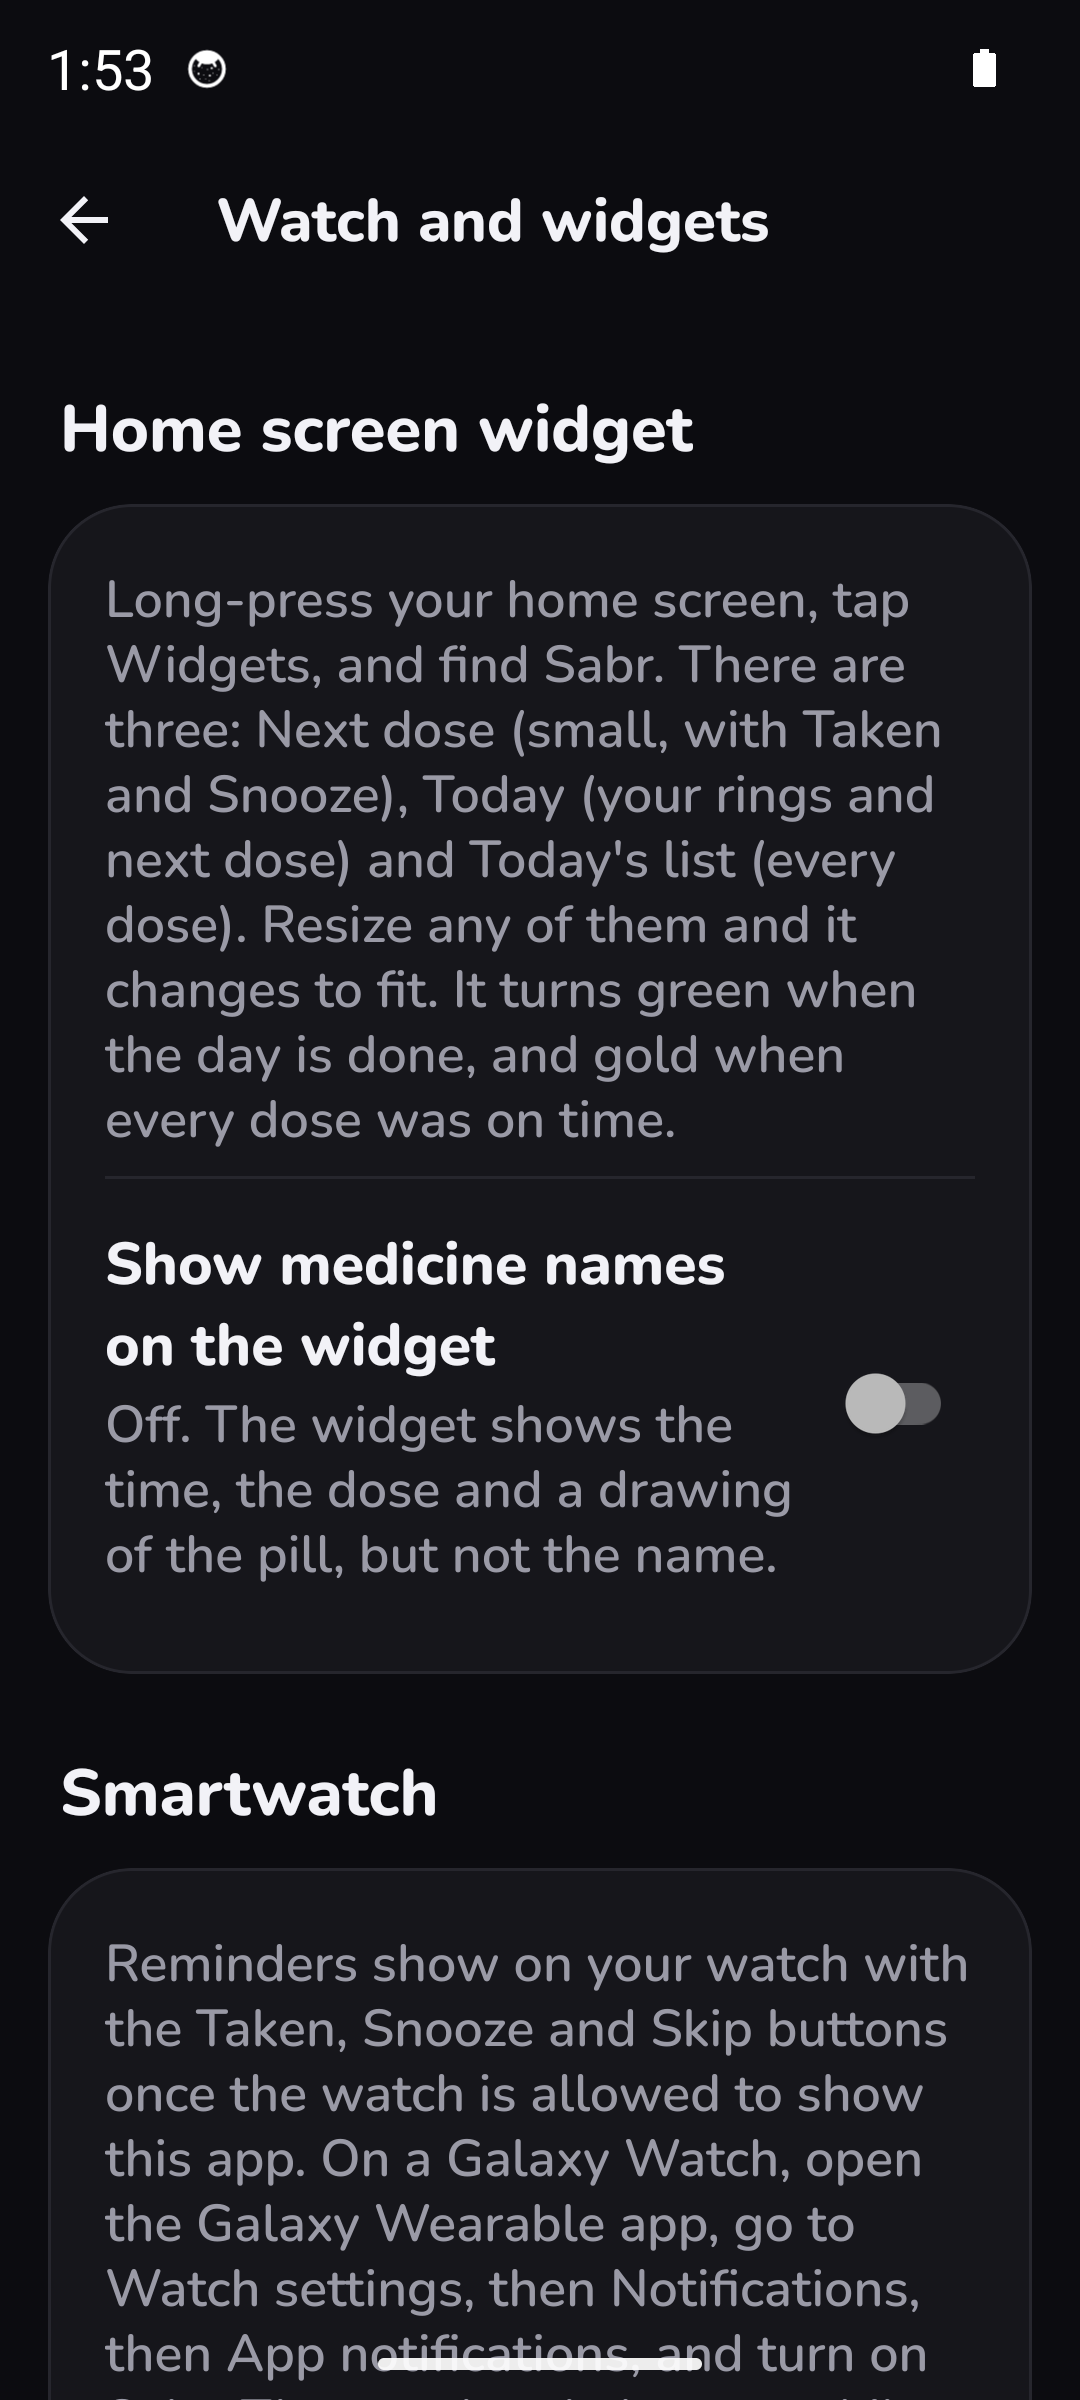 1:53
Watch and widgets
Home screen widget
Long-press your home screen, tap
Widgets, and find Sabr. There are
three: Next dose (small, with Taken
and Snooze), Today (your rings and
next dose) and Today's list (every
dose). Resize any of them and it
changes to fit. It turns green when
the day is done, and gold when
every dose was on time.
Show medicine names
on the widget
Off. The widget shows the
time, the dose and a drawing
of the pill, but not the name.
Smartwatch
Reminders show on your watch with
the Taken, Snooze and Skip buttons
once the watch is allowed to show
this app. On a Galaxy Watch, open
the Galaxy Wearable app, go to
Watch settings, then Notifications,
then App notifications, and turn on